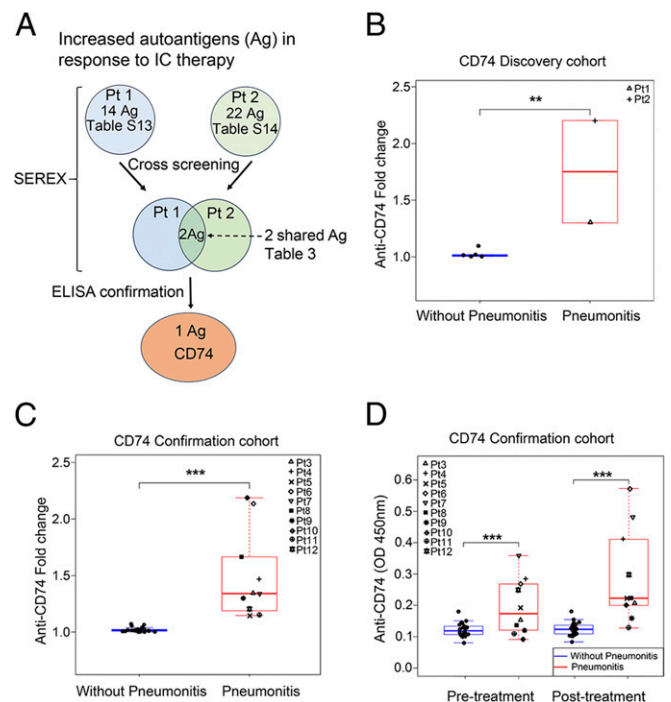 A
Increased autoantigens (Ag) in
response to IC therapy
Pt 1
14 Ag
Table S13
Pt 2
22 Ag
Table S14
Cross screening
SEREX
Pt 1
Pt 2
2Ag
2 shared Ag
Table 3
ELISA confirmation
1 Ag
CD74
B
CD74 Discovery cohort
Pt1
Pt2
**
Anti-CD74 Fold change
2.5
2.0
1.5
1.0
Without Pneumonitis
Pneumonitis
C
CD74 Confirmation cohort
***
Pt3
Pt4
Pt5
Pt6
Pt7
Pt8
Pt9
Pt10
Pt11
Pt12
Anti-CD74 Fold change
2.5
2.0
1.5
1.0
Without Pneumonitis
Pneumonitis
D
CD74 Confirmation cohort
Pt3
Pt4
Pt5
Pt6
Pt7
Pt8
Pt9
Pt10
Pt11
Pt12
***
***
Anti-CD74 (OD 450nm)
0.6
0.5
0.4
0.3
0.2
0.1
0.0
Without Pneumonitis
Pneumonitis
Pre-treatment
Post-treatment